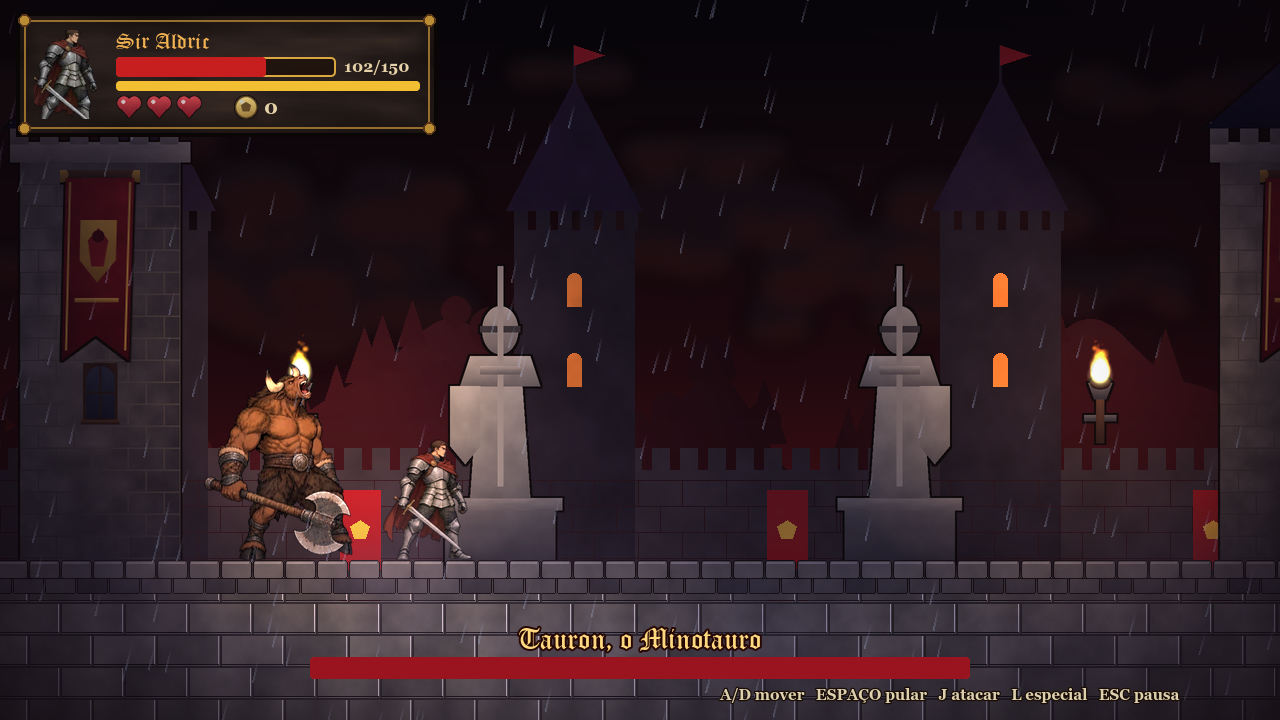 Sir Aldric
102/150
0
Tauron, o Minotauro
A/D mover ESPAÇO pular J atacar L especial ESC pausa